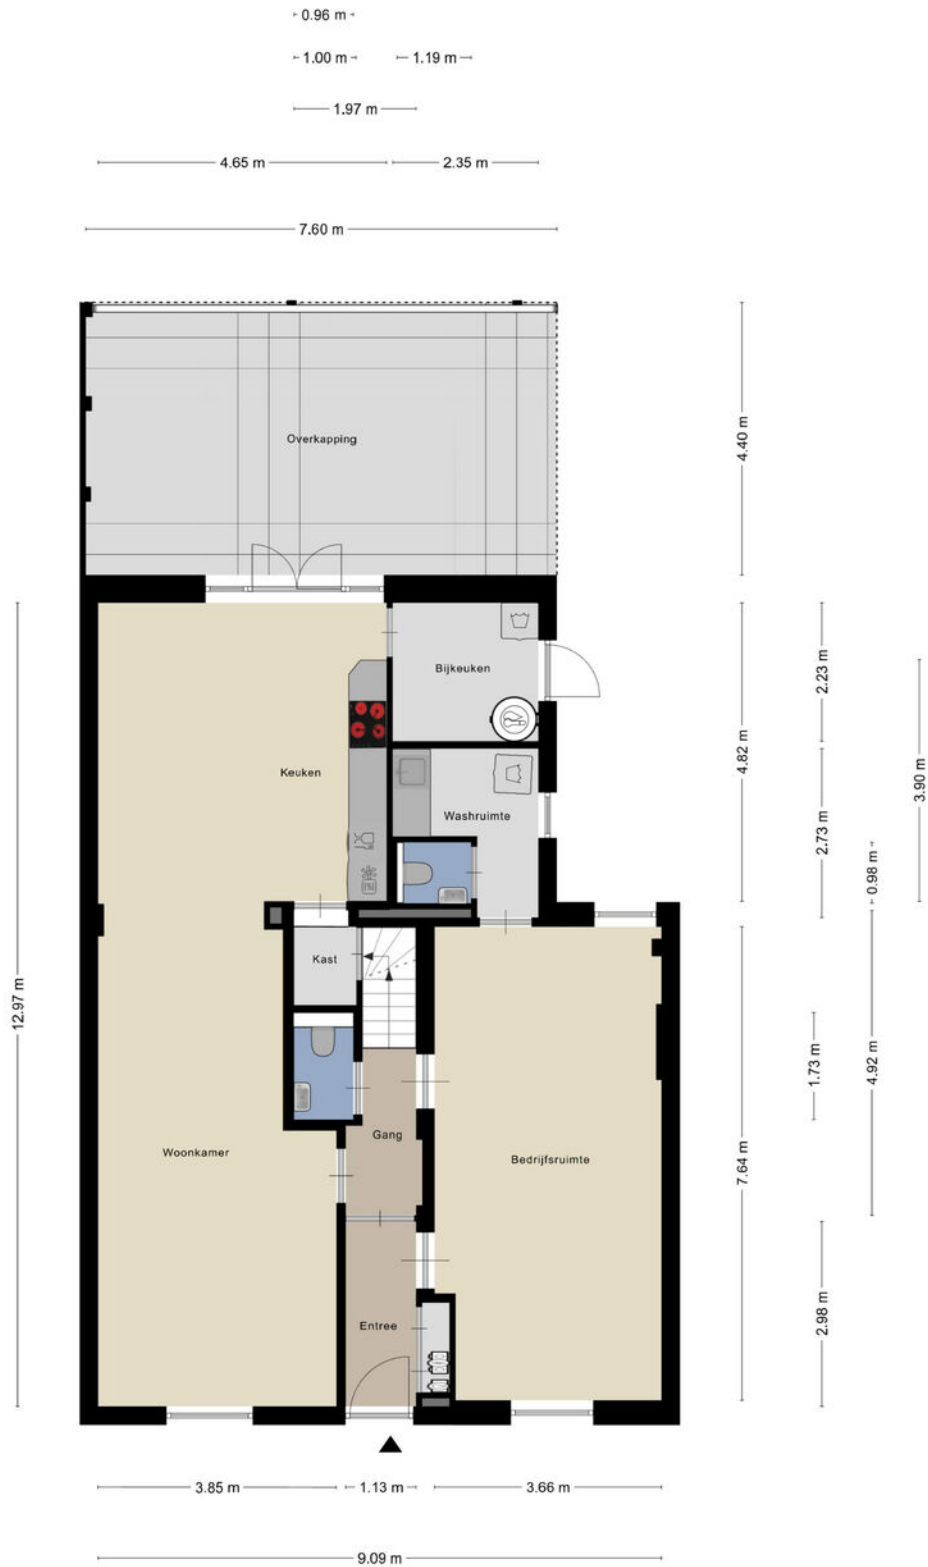 0.96 m
1.00 m
1.19 m
1.97 m
4.65 m
2.35 m
7.60 m
Overkapping
4.40 m
Bijkeuken
2.23 m
Keuken
4.82 m
3.90 m
Washruimte
2.73 m
0.98 m
Kast
12.97 m
1.73 m
4.92 m
Gang
Woonkamer
Bedrijfsruimte
7.64 m
Entree
2.98 m
3.85 m
1.13 m
3.66 m
9.09 m